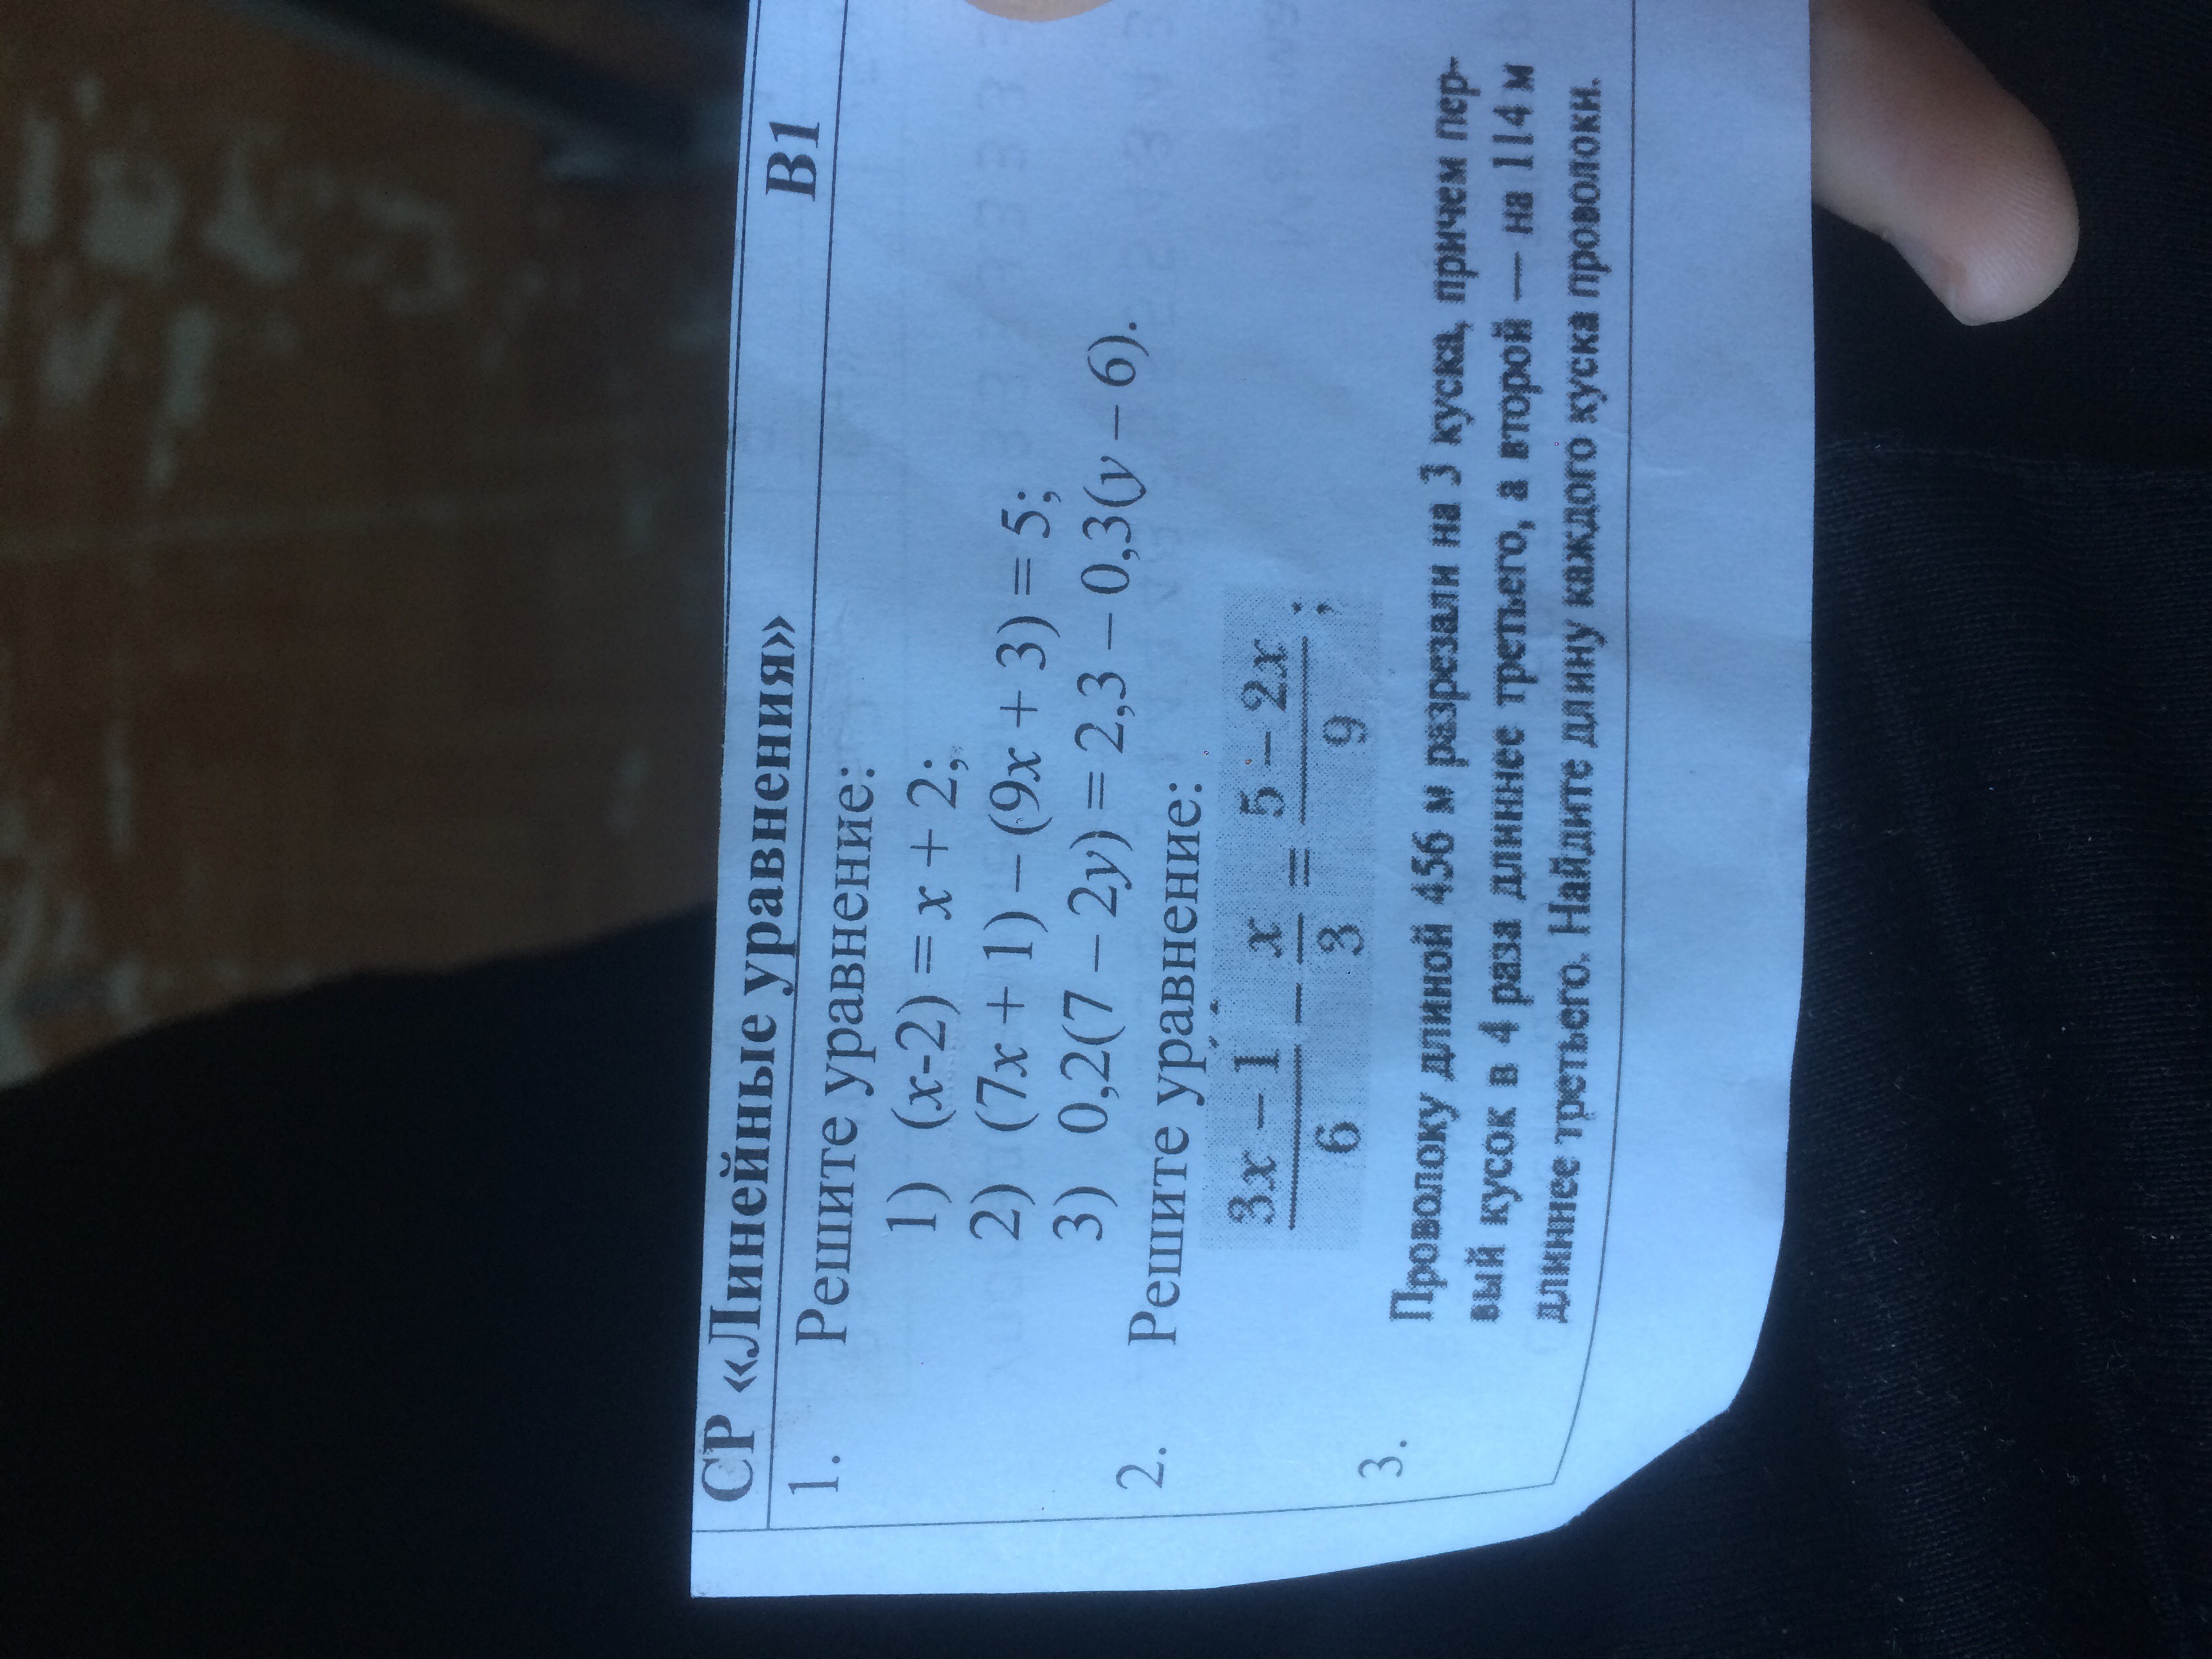 СР «Линейные уравнения» В1
1. Решите уравнение:
1) (x-2) = x + 2;
2) (7x + 1) – (9x + 3) = 5;
3) 0,2(7 – 2y) = 2,3 – 0,3(y – 6).
2. Решите уравнение:
(3x – 1)/6 – x/3 = (5 – 2x)/9 ;
3. Проволоку длиной 456 м разрезали на 3 куска, причем пер-
вый кусок в 4 раза длиннее третьего, а второй — на 114 м
длиннее третьего. Найдите длину каждого куска проволоки.